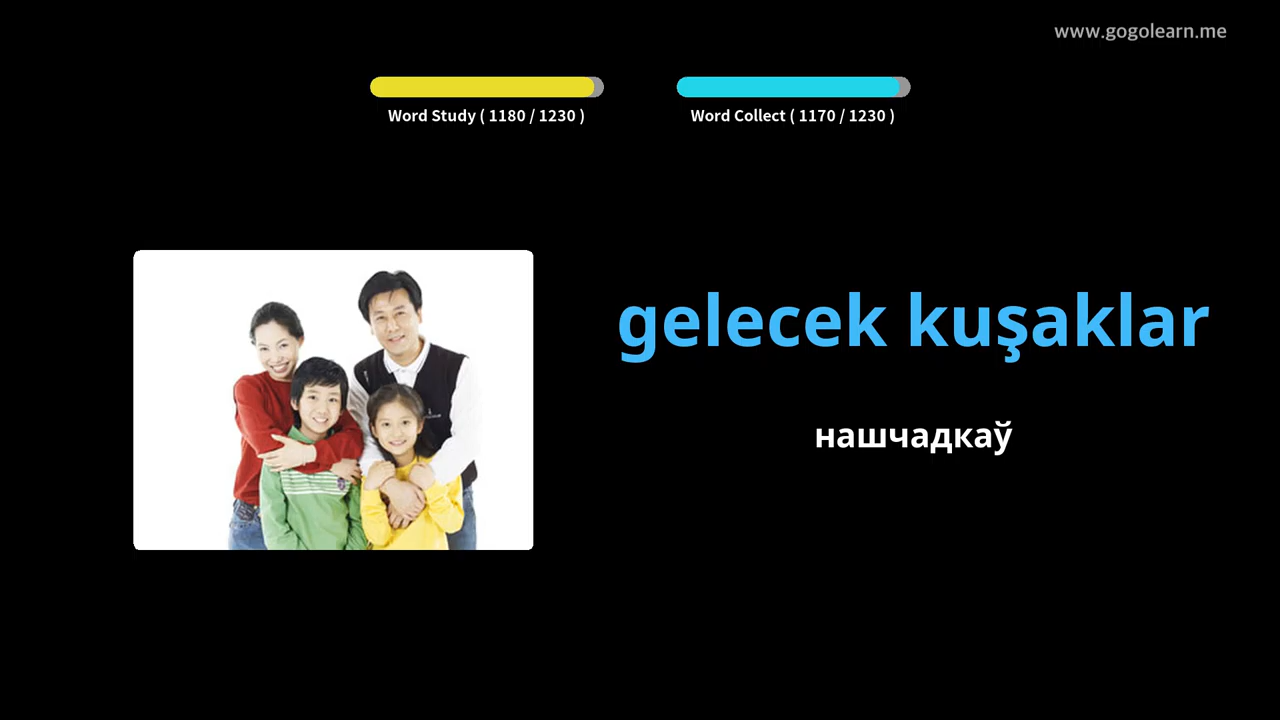 www.gogolearn.me
Word Study ( 1180 / 1230 )
Word Collect ( 1170 / 1230 )
gelecek kuşaklar
нашчадкаў